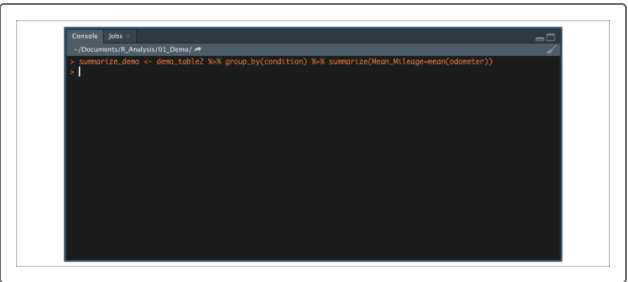 Console Jobs ×
~/Documents/R_Analysis/01_Demo/
> summarize_demo <- demo_table2 %>% group_by(condition) %>% summarize(Mean_Mileage=mean(odometer))
>